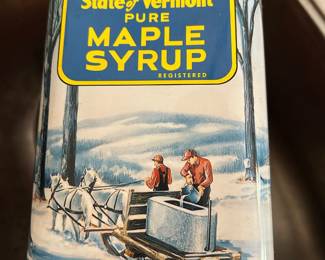 State of Vermont
PURE
MAPLE
SYRUP
REGISTERED